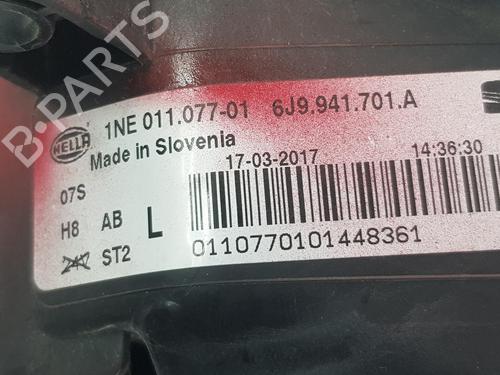 B-PARTS
HELLA
1NE 011.077-01 6J9.941.701.A
Made in Slovenia
17-03-2017 14:36:30
07S
H8 AB L
ST2
0110770101448361